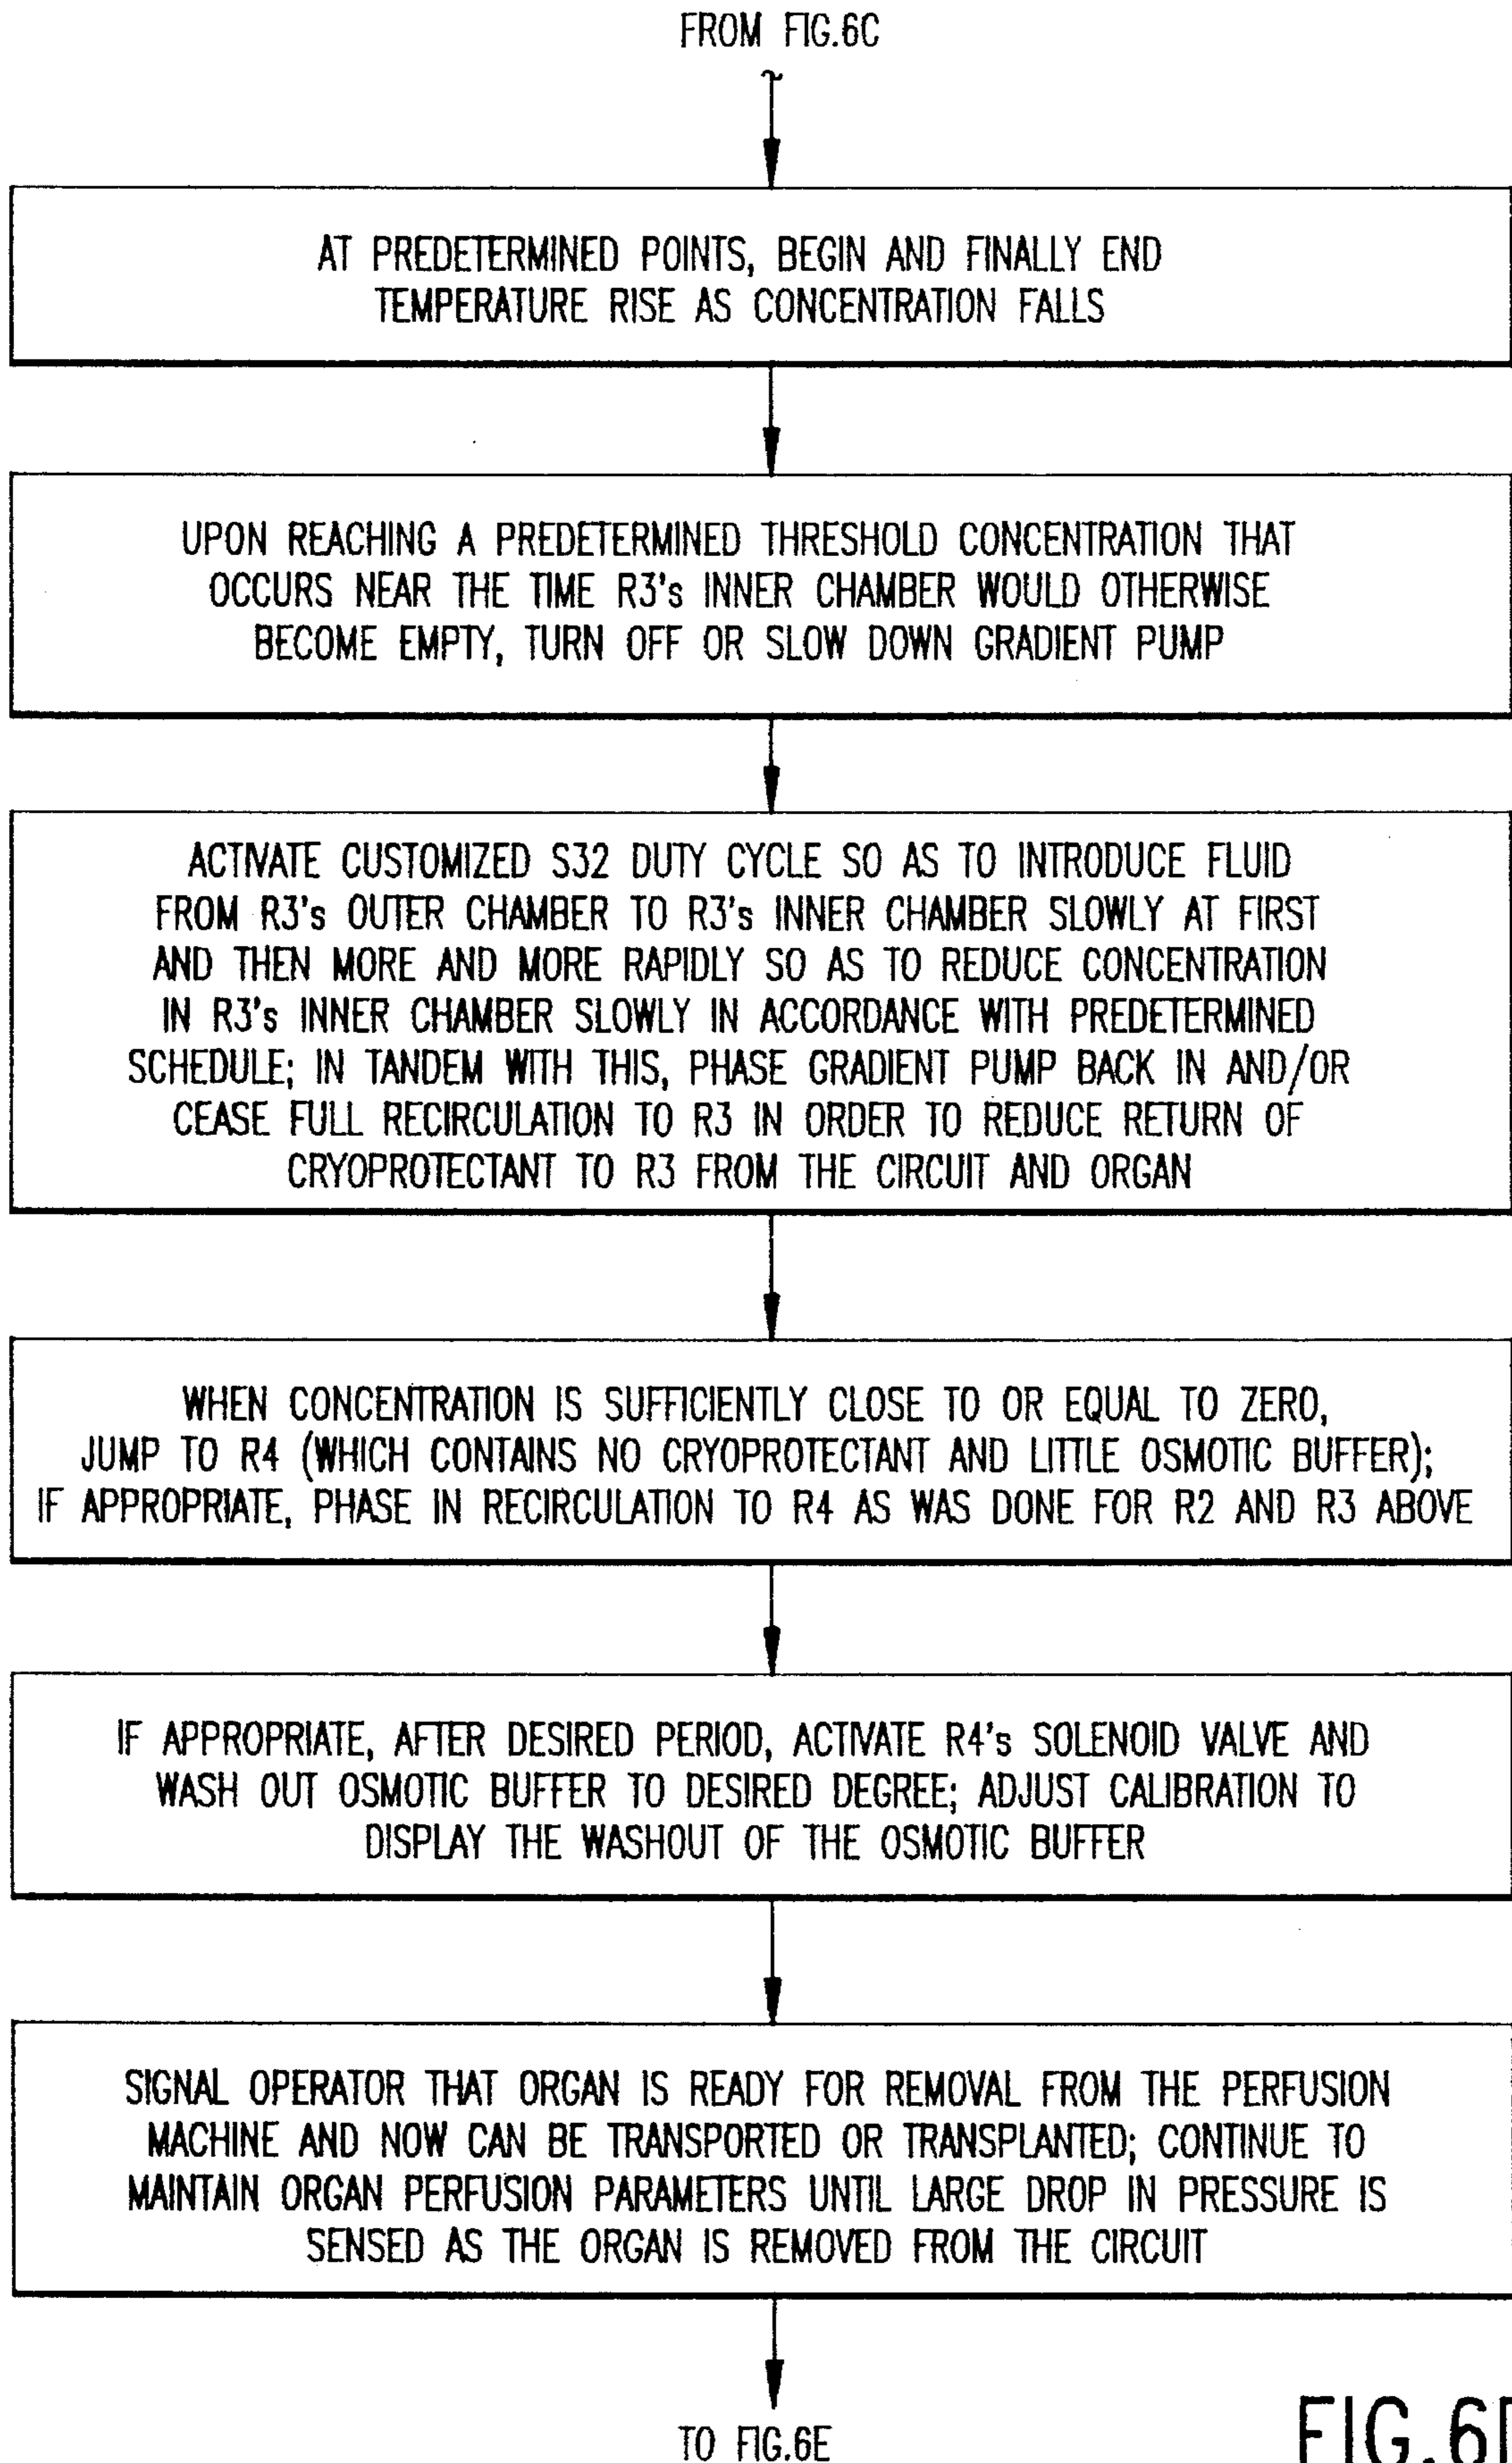 FROM FIG.6C
AT PREDETERMINED POINTS, BEGIN AND FINALLY END
TEMPERATURE RISE AS CONCENTRATION FALLS
UPON REACHING A PREDETERMINED THRESHOLD CONCENTRATION THAT
OCCURS NEAR THE TIME R3's INNER CHAMBER WOULD OTHERWISE
BECOME EMPTY, TURN OFF OR SLOW DOWN GRADIENT PUMP
ACTIVATE CUSTOMIZED S32 DUTY CYCLE SO AS TO INTRODUCE FLUID
FROM R3's OUTER CHAMBER TO R3's INNER CHAMBER SLOWLY AT FIRST
AND THEN MORE AND MORE RAPIDLY SO AS TO REDUCE CONCENTRATION
IN R3's INNER CHAMBER SLOWLY IN ACCORDANCE WITH PREDETERMINED
SCHEDULE; IN TANDEM WITH THIS, PHASE GRADIENT PUMP BACK IN AND/OR
CEASE FULL RECIRCULATION TO R3 IN ORDER TO REDUCE RETURN OF
CRYOPROTECTANT TO R3 FROM THE CIRCUIT AND ORGAN
WHEN CONCENTRATION IS SUFFICIENTLY CLOSE TO OR EQUAL TO ZERO,
JUMP TO R4 (WHICH CONTAINS NO CRYOPROTECTANT AND LITTLE OSMOTIC BUFFER);
IF APPROPRIATE, PHASE IN RECIRCULATION TO R4 AS WAS DONE FOR R2 AND R3 ABOVE
IF APPROPRIATE, AFTER DESIRED PERIOD, ACTIVATE R4's SOLENOID VALVE AND
WASH OUT OSMOTIC BUFFER TO DESIRED DEGREE; ADJUST CALIBRATION TO
DISPLAY THE WASHOUT OF THE OSMOTIC BUFFER
SIGNAL OPERATOR THAT ORGAN IS READY FOR REMOVAL FROM THE PERFUSION
MACHINE AND NOW CAN BE TRANSPORTED OR TRANSPLANTED; CONTINUE TO
MAINTAIN ORGAN PERFUSION PARAMETERS UNTIL LARGE DROP IN PRESSURE IS
SENSED AS THE ORGAN IS REMOVED FROM THE CIRCUIT
TO FIG.6E